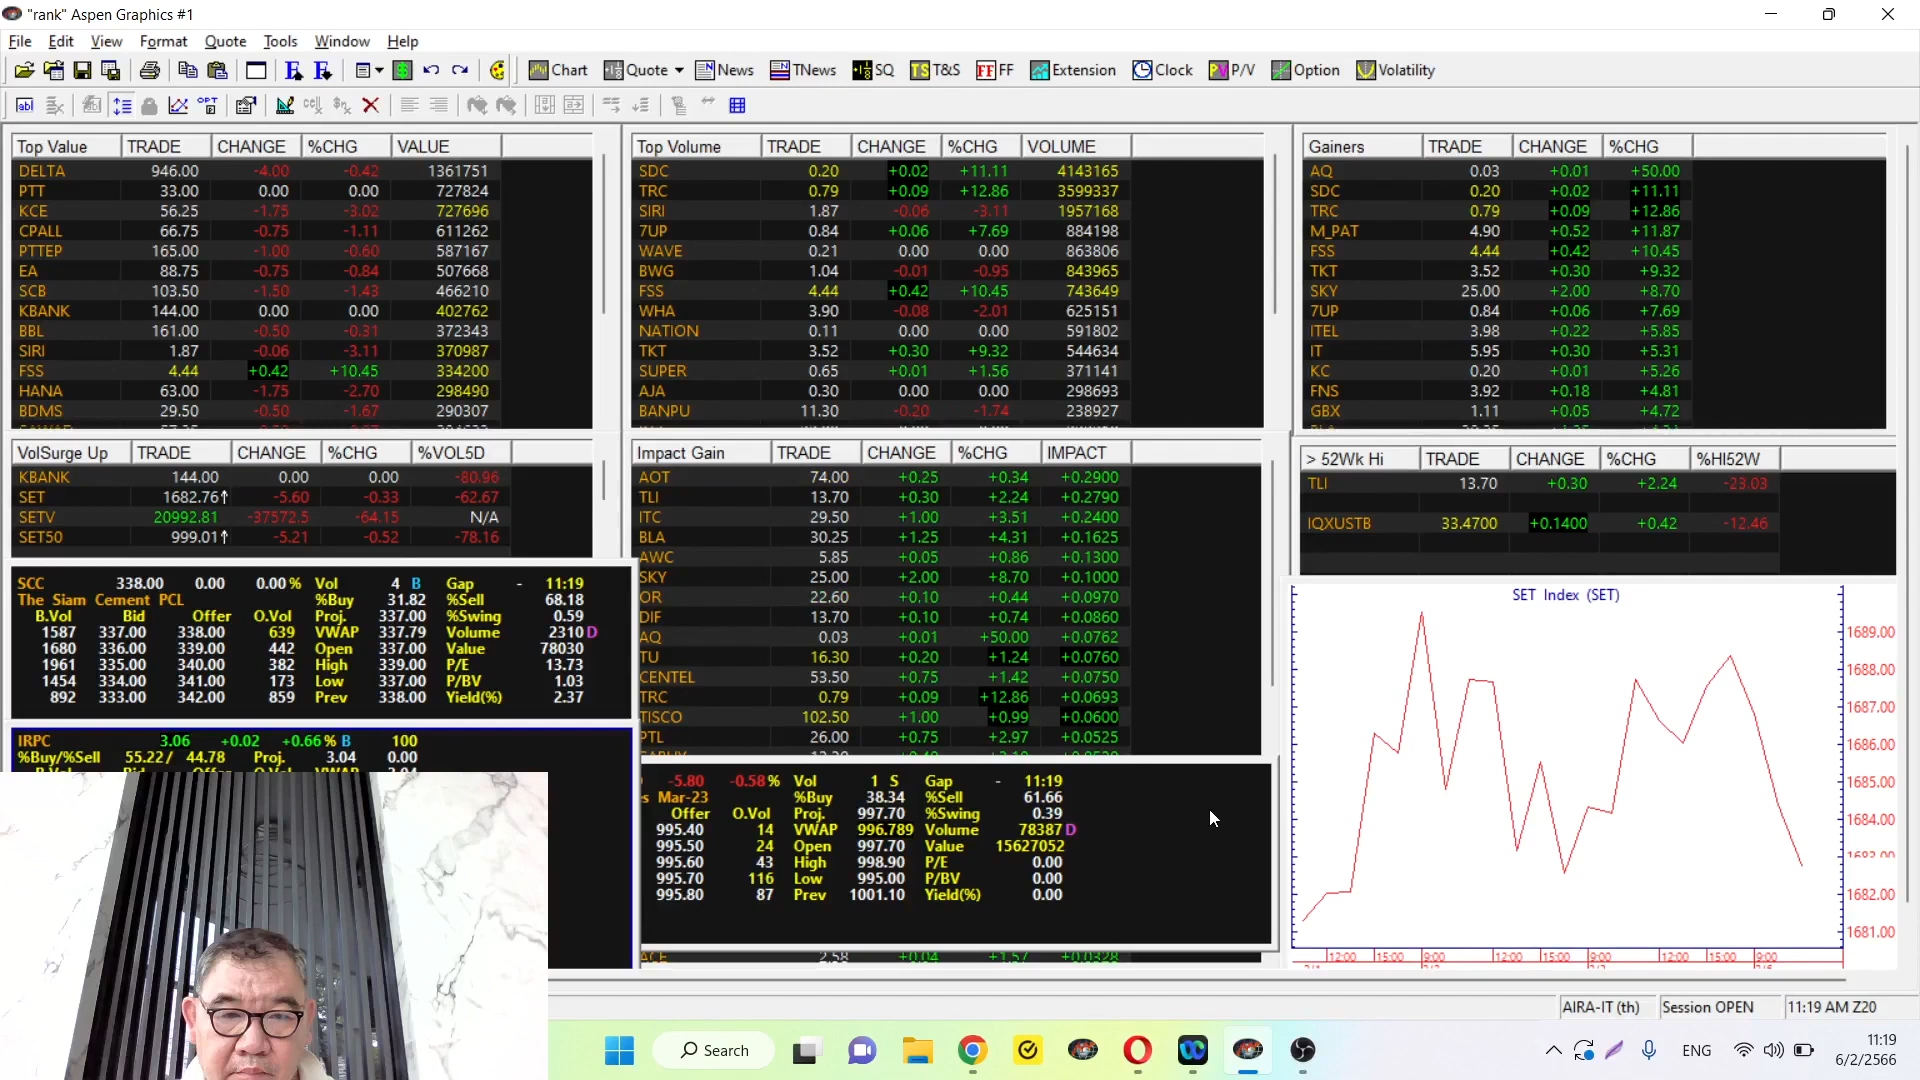 "rank" Aspen Graphics #1
File Edit View Format Quote Tools Window Help
Chart Quote News TNews SQ T&S FF Extension Clock P/V Option Volatility
Top Value TRADE CHANGE %CHG VALUE
DELTA 946.00 -4.00 -0.42 1361751
PTT 33.00 0.00 0.00 727824
KCE 56.25 -1.75 -3.02 727696
CPALL 66.75 -0.75 -1.11 611262
PTTEP 165.00 -1.00 -0.60 587167
EA 88.75 -0.75 -0.84 507668
SCB 103.50 -1.50 -1.43 466210
KBANK 144.00 0.00 0.00 402762
BBL 161.00 -0.50 -0.31 372343
SIRI 1.87 -0.06 -3.11 370987
FSS 4.44 +0.42 +10.45 334200
HANA 63.00 -1.75 -2.70 298490
BDMS 29.50 -0.50 -1.67 290307
Top Volume TRADE CHANGE %CHG VOLUME
SDC 0.20 +0.02 +11.11 4143165
TRC 0.79 +0.09 +12.86 3599337
SIRI 1.87 -0.06 -3.11 1957168
7UP 0.84 +0.06 +7.69 884198
WAVE 0.21 0.00 0.00 863806
BWG 1.04 -0.01 -0.95 843965
FSS 4.44 +0.42 +10.45 743649
WHA 3.90 -0.08 -2.01 625151
NATION 0.11 0.00 0.00 591802
TKT 3.52 +0.30 +9.32 544634
SUPER 0.65 +0.01 +1.56 371141
AJA 0.30 0.00 0.00 298693
BANPU 11.30 -0.20 -1.74 238927
Gainers TRADE CHANGE %CHG
AQ 0.03 +0.01 +50.00
SDC 0.20 +0.02 +11.11
TRC 0.79 +0.09 +12.86
M_PAT 4.90 +0.52 +11.87
FSS 4.44 +0.42 +10.45
TKT 3.52 +0.30 +9.32
SKY 25.00 +2.00 +8.70
7UP 0.84 +0.06 +7.69
ITEL 3.98 +0.22 +5.85
IT 5.95 +0.30 +5.31
KC 0.20 +0.01 +5.26
FNS 3.92 +0.18 +4.81
GBX 1.11 +0.05 +4.72
VolSurge Up TRADE CHANGE %CHG %VOL5D
KBANK 144.00 0.00 0.00 -80.96
SET 1682.76↑ -5.60 -0.33 -62.67
SETV 20992.81 -37572.5 -64.15 N/A
SET50 999.01↑ -5.21 -0.52 -78.16
Impact Gain TRADE CHANGE %CHG IMPACT
AOT 74.00 +0.25 +0.34 +0.2900
TLI 13.70 +0.30 +2.24 +0.2790
ITC 29.50 +1.00 +3.51 +0.2400
BLA 30.25 +1.25 +4.31 +0.1625
AWC 5.85 +0.05 +0.86 +0.1300
SKY 25.00 +2.00 +8.70 +0.1000
OR 22.60 +0.10 +0.44 +0.0970
DIF 13.70 +0.10 +0.74 +0.0860
AQ 0.03 +0.01 +50.00 +0.0762
TU 16.30 +0.20 +1.24 +0.0760
CENTEL 53.50 +0.75 +1.42 +0.0750
TRC 0.79 +0.09 +12.86 +0.0693
TISCO 102.50 +1.00 +0.99 +0.0600
PTL 26.00 +0.75 +2.97 +0.0525
> 52Wk Hi TRADE CHANGE %CHG %HI52W
TLI 13.70 +0.30 +2.24 -23.03
IQXUSTB 33.4700 +0.1400 +0.42 -12.46
SCC 338.00 0.00 0.00% Vol 4 B Gap - 11:19
The Siam Cement PCL %Buy 31.82 %Sell 68.18
B.Vol Bid Offer O.Vol Proj. 337.00 %Swing 0.59
1587 337.00 338.00 639 VWAP 337.79 Volume 2310 D
1680 336.00 339.00 442 Open 337.00 Value 78030
1961 335.00 340.00 382 High 339.00 P/E 13.73
1454 334.00 341.00 173 Low 337.00 P/BV 1.03
892 333.00 342.00 859 Prev 338.00 Yield(%) 2.37
IRPC 3.06 +0.02 +0.66% B 100
%Buy/%Sell 55.22/ 44.78 Proj. 3.04 0.00
-5.80 -0.58% Vol 1 S Gap - 11:19
s Mar-23 %Buy 38.34 %Sell 61.66
Offer O.Vol Proj. 997.70 %Swing 0.39
995.40 14 VWAP 996.789 Volume 78387 D
995.50 24 Open 997.70 Value 15627052
995.60 43 High 998.90 P/E 0.00
995.70 116 Low 995.00 P/BV 0.00
995.80 87 Prev 1001.10 Yield(%) 0.00
ACE 2.58 +0.04 +1.57 +0.0328
SET Index (SET)
1689.00
1688.00
1687.00
1686.00
1685.00
1684.00
1682.00
1681.00
12:00 15:00 9:00 12:00 15:00 9:00 12:00 15:00 9:00
AIRA-IT (th) Session OPEN 11:19 AM Z20
Search
ENG
11:19
6/2/2566